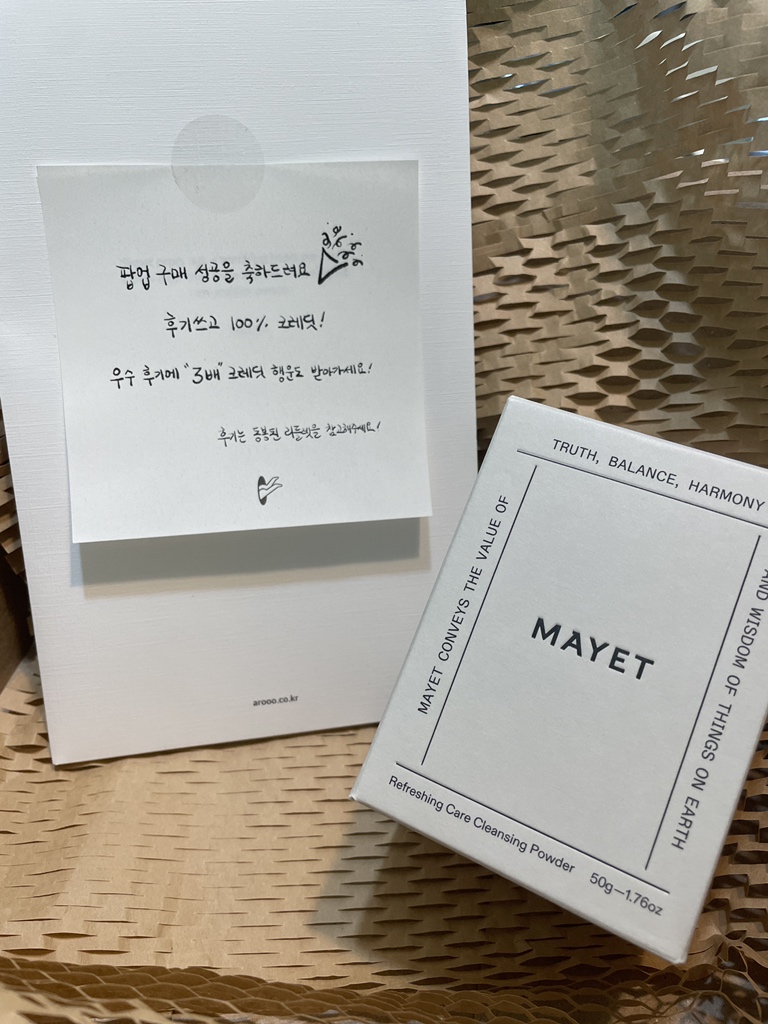 팝업 구매 성공을 축하드려요
후기쓰고 100% 크레딧!
우수 후기에 "3배" 크레딧 행운도 받아가세요!
후기는 동봉된 리플렛을 참고해주세요!
arooo.co.kr
TRUTH, BALANCE, HARMONY
MAYET CONVEYS THE VALUE OF
AND WISDOM OF THINGS ON EARTH
MAYET
Refreshing Care Cleansing Powder 50g—1.76oz